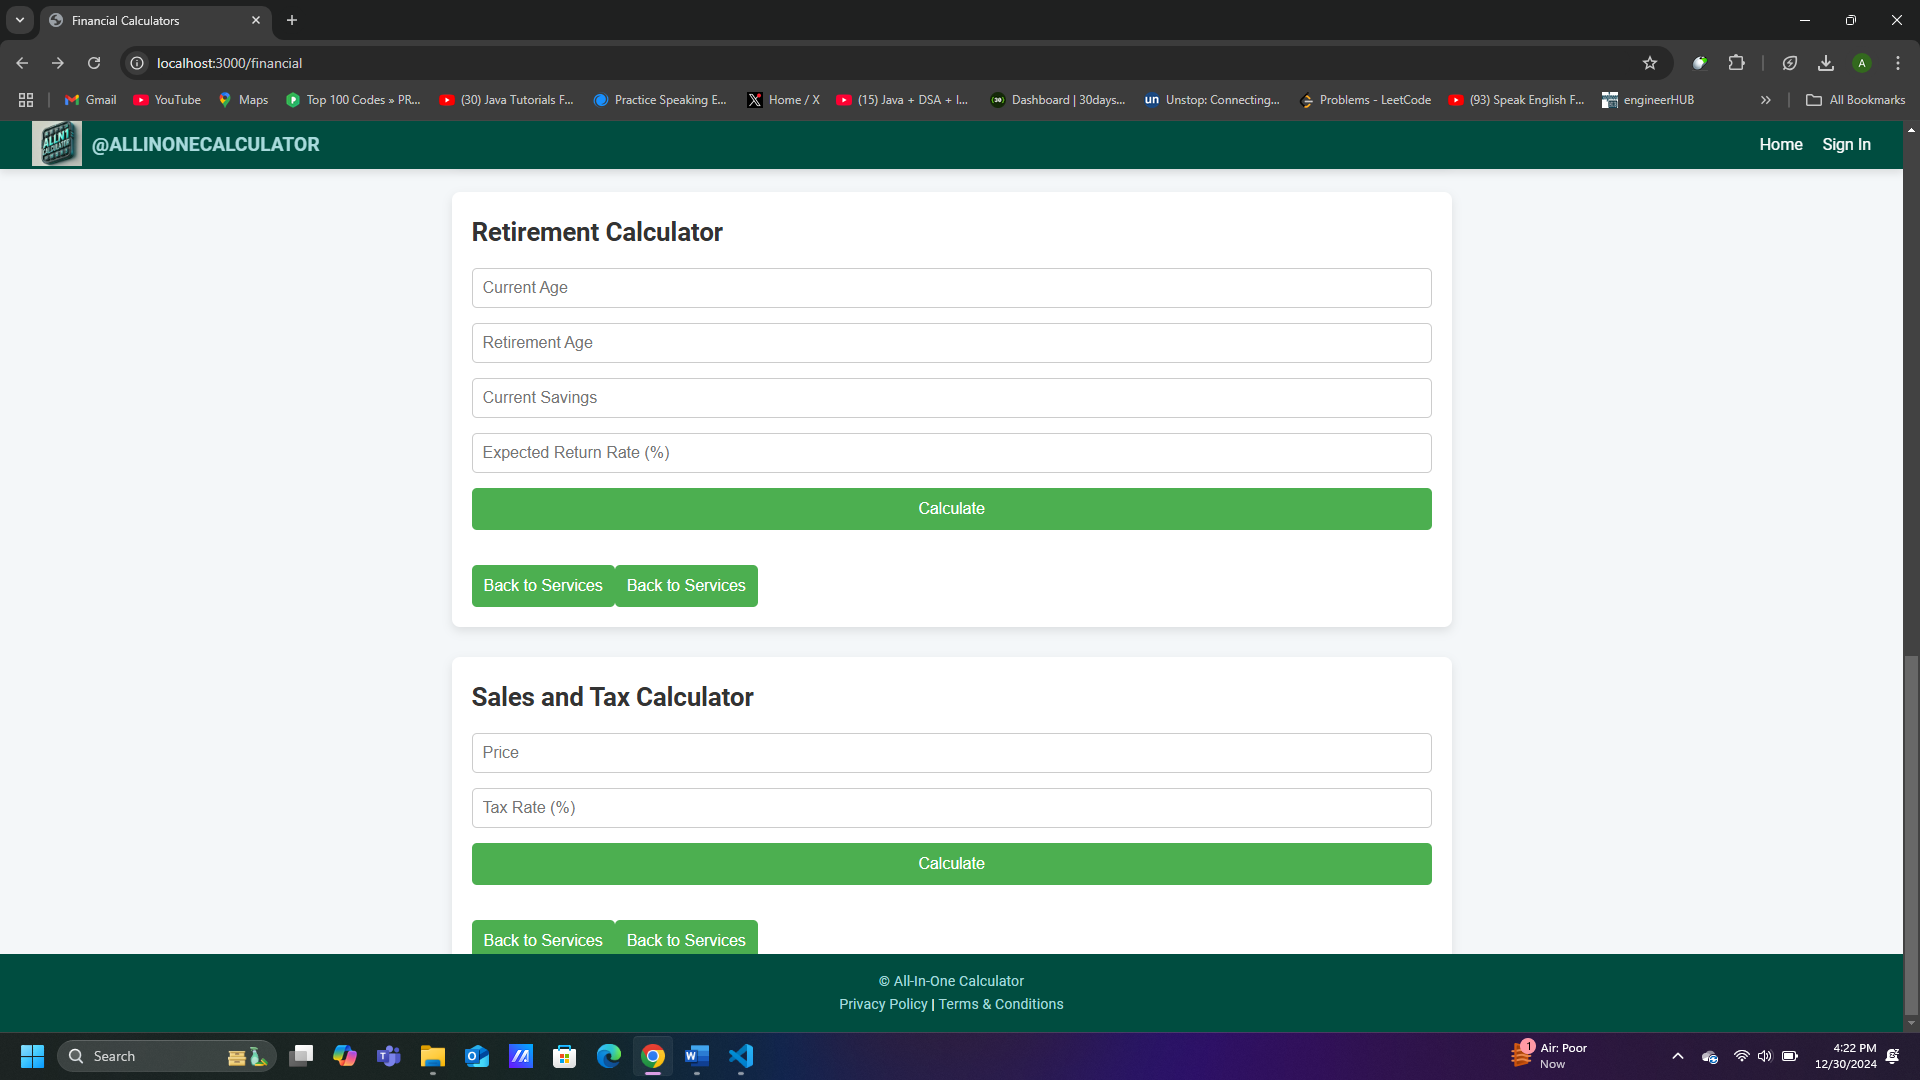 Financial Calculators
localhost:3000/financial
A
Gmail
YouTube
Maps
Top 100 Codes » PR...
(30) Java Tutorials F...
Practice Speaking E...
Home / X
(15) Java + DSA + I...
Dashboard | 30days...
un Unstop: Connecting...
Problems - LeetCode
(93) Speak English F...
engineerHUB
All Bookmarks
ALLN1
CALCULATOR
@ALLINONECALCULATOR
Home
Sign In
Retirement Calculator
Current Age
Retirement Age
Current Savings
Expected Return Rate (%)
Calculate
Back to Services
Back to Services
Sales and Tax Calculator
Price
Tax Rate (%)
Calculate
Back to Services
Back to Services
© All-In-One Calculator
Privacy Policy | Terms & Conditions
Search
1
Air: Poor
Now
4:22 PM
12/30/2024